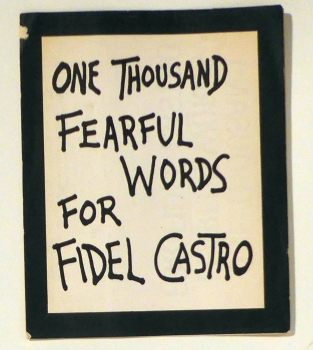 ONE THOUSAND
FEARFUL
WORDS
FOR
FIDEL CASTRO